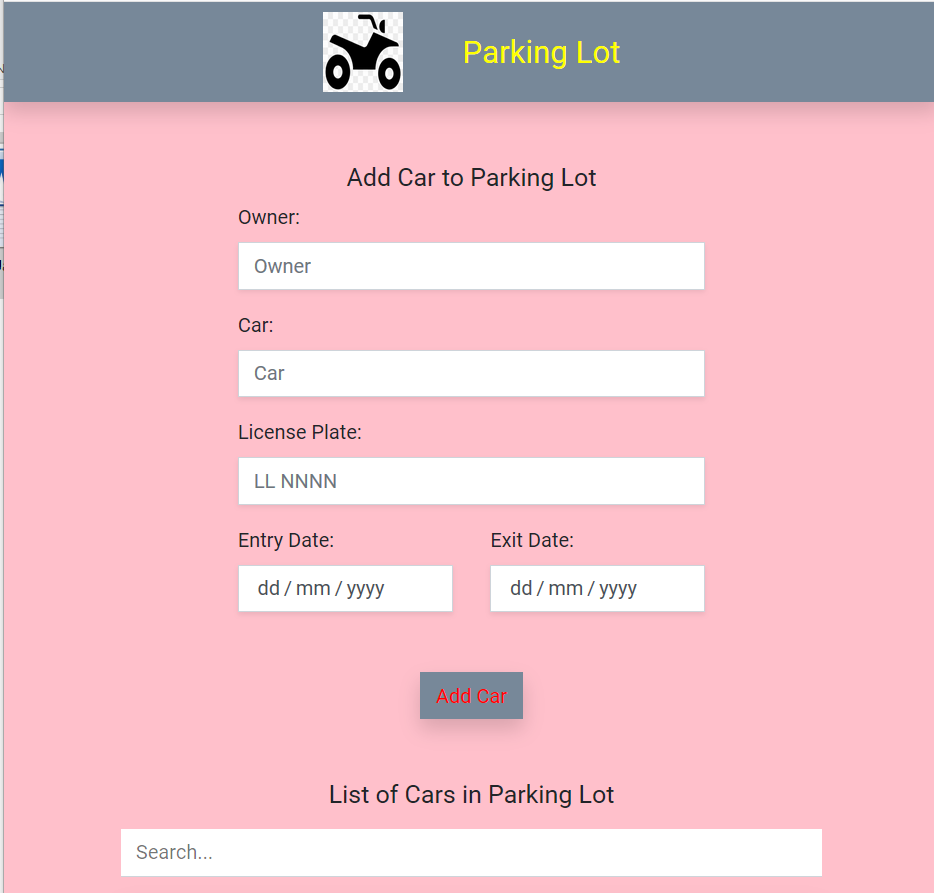 Parking Lot
Add Car to Parking Lot
Owner:
Owner
Car:
Car
License Plate:
LL NNNN
Entry Date: Exit Date:
dd / mm / yyyy dd / mm / yyyy
Add Car
List of Cars in Parking Lot
Search...